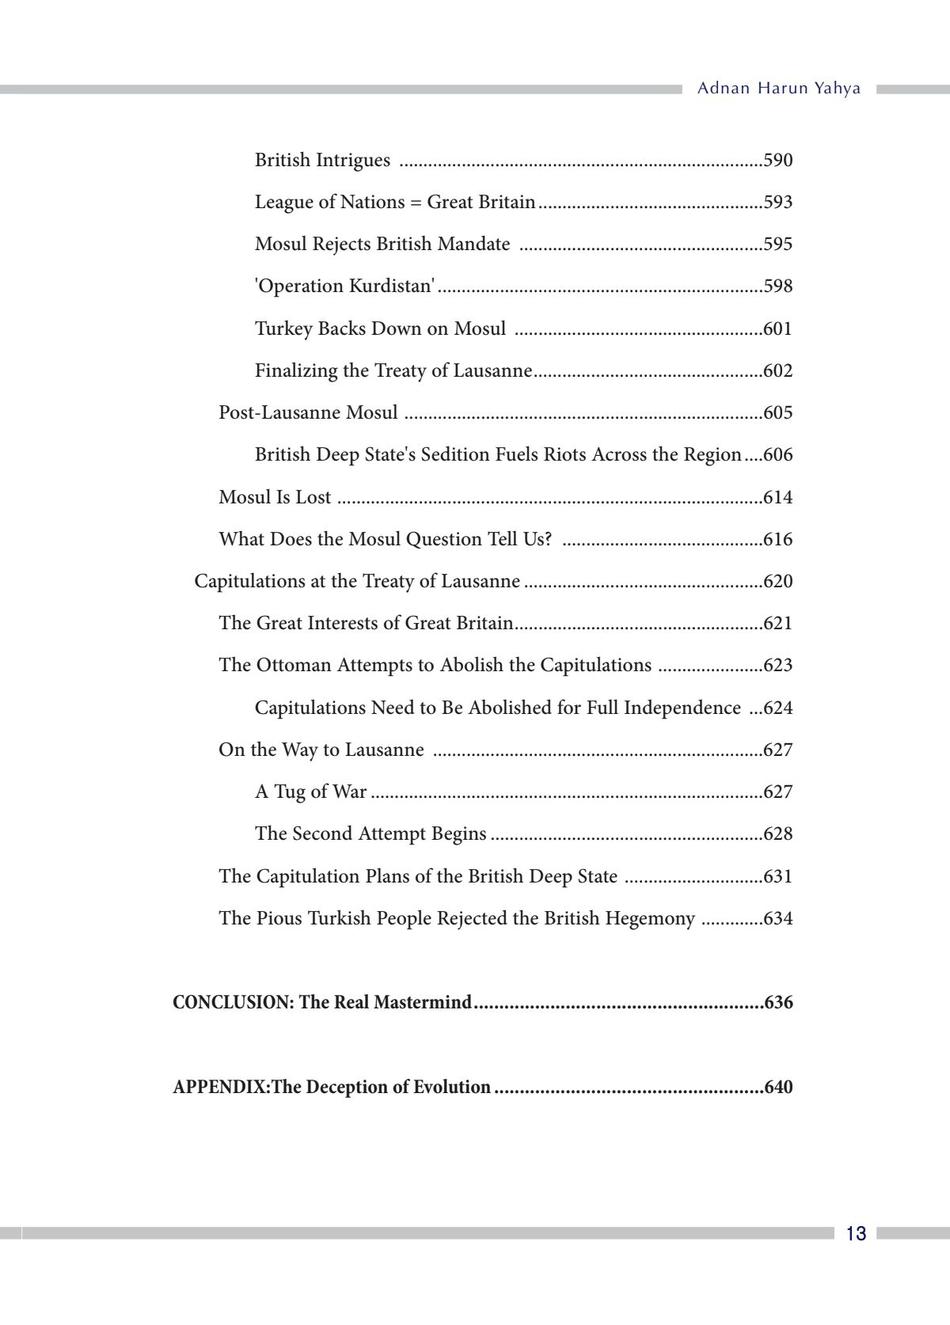 Adnan Harun Yahya
British Intrigues ............................................................................590
League of Nations = Great Britain...............................................593
Mosul Rejects British Mandate ...................................................595
'Operation Kurdistan'....................................................................598
Turkey Backs Down on Mosul ....................................................601
Finalizing the Treaty of Lausanne................................................602
Post-Lausanne Mosul ...........................................................................605
British Deep State's Sedition Fuels Riots Across the Region....606
Mosul Is Lost .........................................................................................614
What Does the Mosul Question Tell Us? ..........................................616
Capitulations at the Treaty of Lausanne ..................................................620
The Great Interests of Great Britain....................................................621
The Ottoman Attempts to Abolish the Capitulations ......................623
Capitulations Need to Be Abolished for Full Independence ...624
On the Way to Lausanne .....................................................................627
A Tug of War ..................................................................................627
The Second Attempt Begins .........................................................628
The Capitulation Plans of the British Deep State .............................631
The Pious Turkish People Rejected the British Hegemony .............634
CONCLUSION: The Real Mastermind.........................................................636
APPENDIX:The Deception of Evolution .....................................................640
13